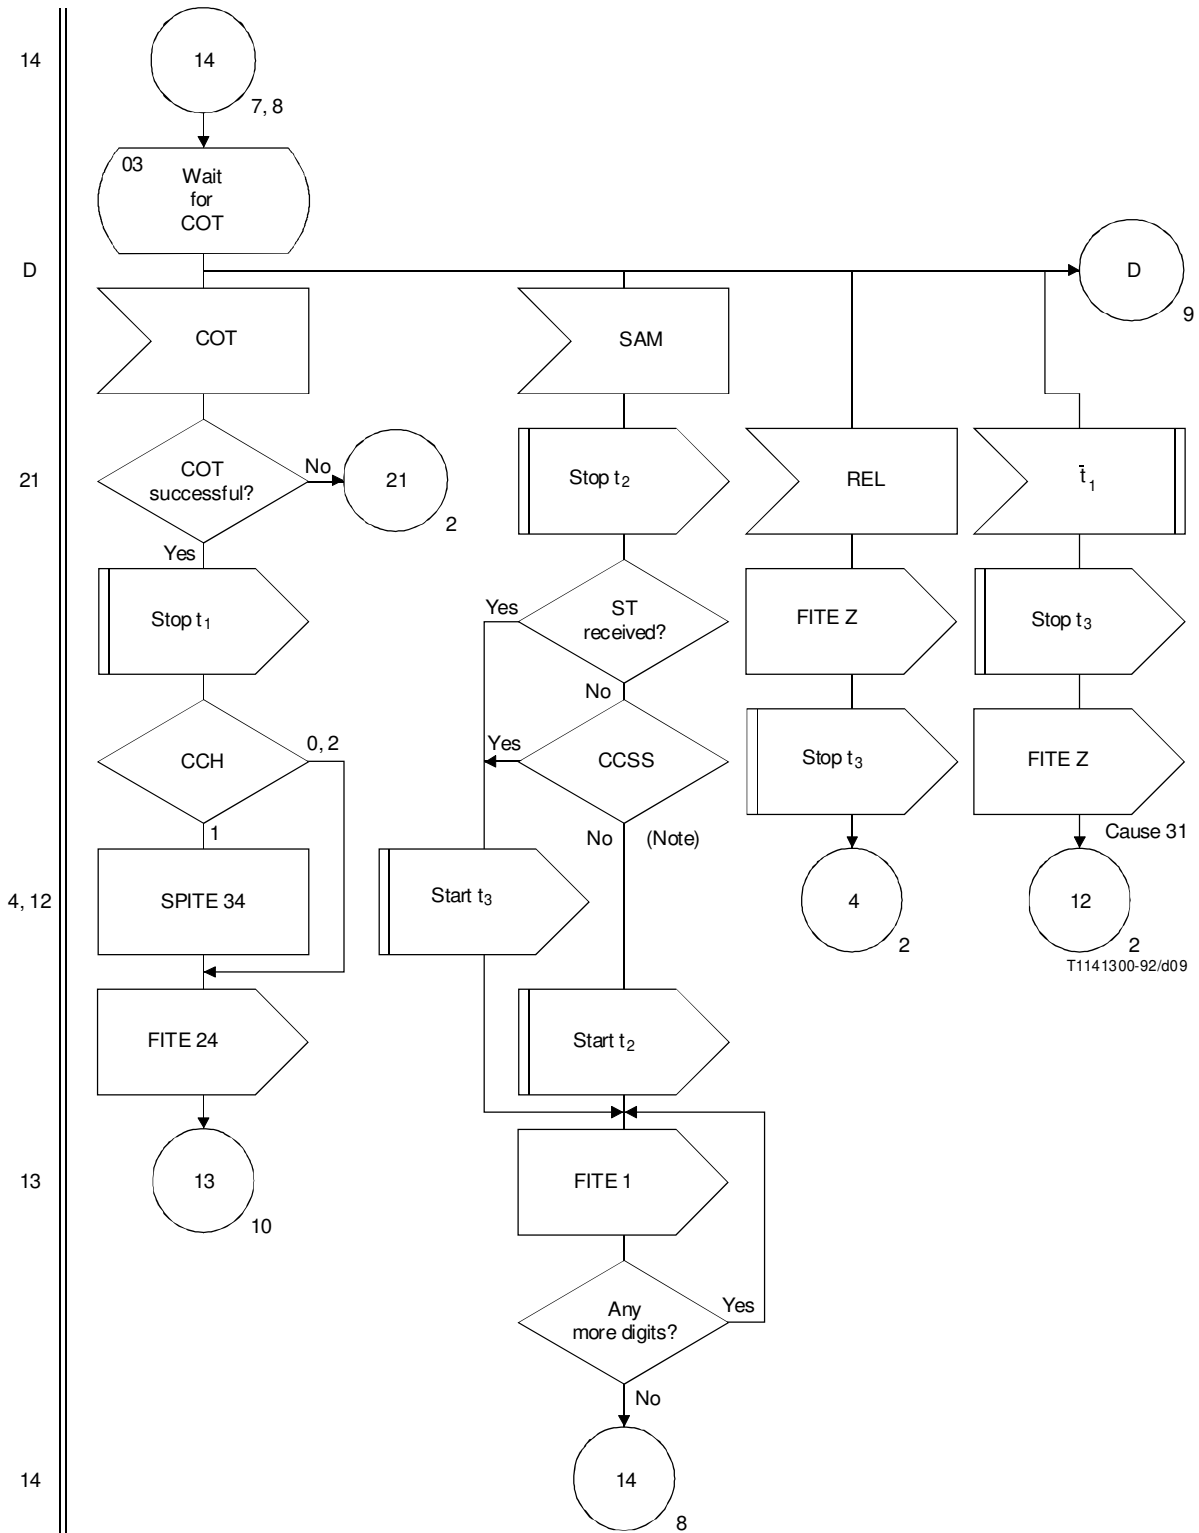 14
14
7, 8
03
Wait
for
COT
D
D
9
COT
SAM
21
COT
successful?
No
21
2
Stop t2
REL
t̄1
Yes
Stop t1
Yes
ST
received?
FITE Z
Stop t3
No
CCH
0, 2
Yes
CCSS
Stop t3
FITE Z
1
No
(Note)
Cause 31
4, 12
SPITE 34
Start t3
4
2
12
2
T1141300-92/d09
FITE 24
Start t2
13
13
10
FITE 1
Any
more digits?
Yes
No
14
14
8